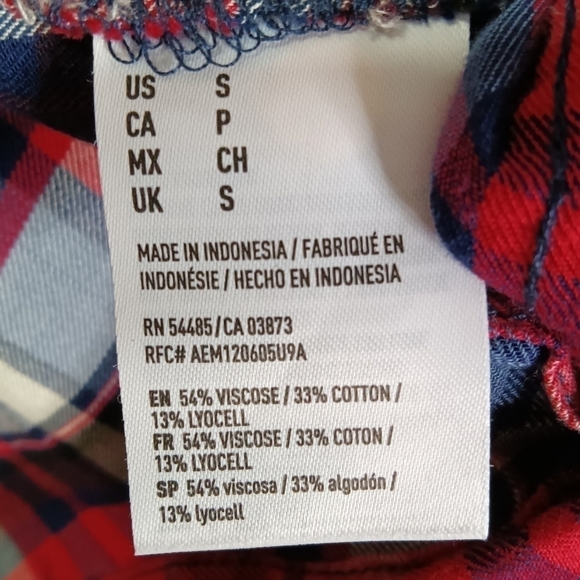 US S
CA P
MX CH
UK S
MADE IN INDONESIA / FABRIQUÉ EN
INDONÉSIE / HECHO EN INDONESIA
RN 54485/CA 03873
RFC# AEM120605U9A
EN 54% VISCOSE / 33% COTTON /
13% LYOCELL
FR 54% VISCOSE / 33% COTON /
13% LYOCELL
SP 54% viscosa / 33% algodón /
13% lyocell